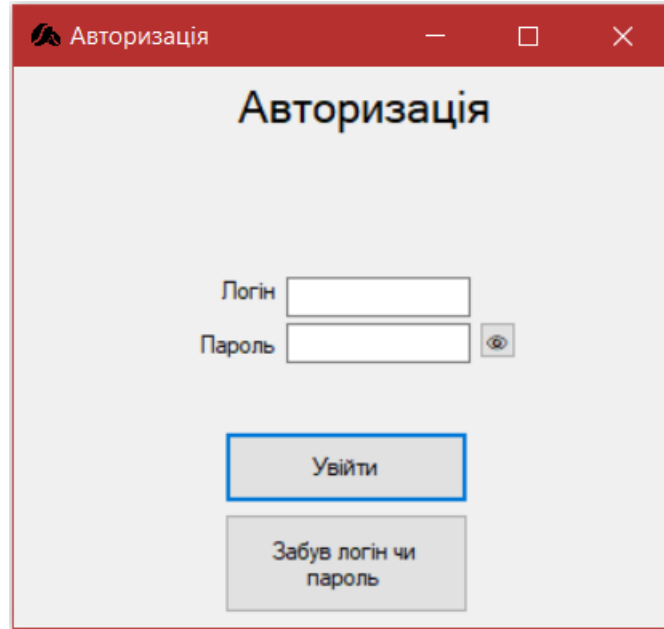 Авторизація
Авторизація
Логін
Пароль
Увійти
Забув логін чи
пароль